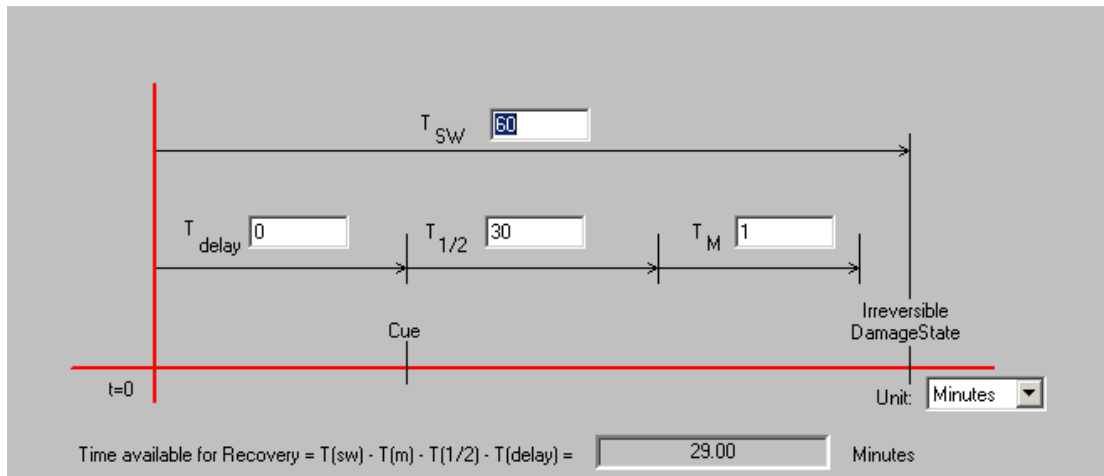 T SW 60
T delay 0 T 1/2 30 T M 1
Irreversible
Cue DamageState
t=0 Unit: Minutes
Time available for Recovery = T(sw) - T(m) - T(1/2) - T(delay) = 29.00 Minutes